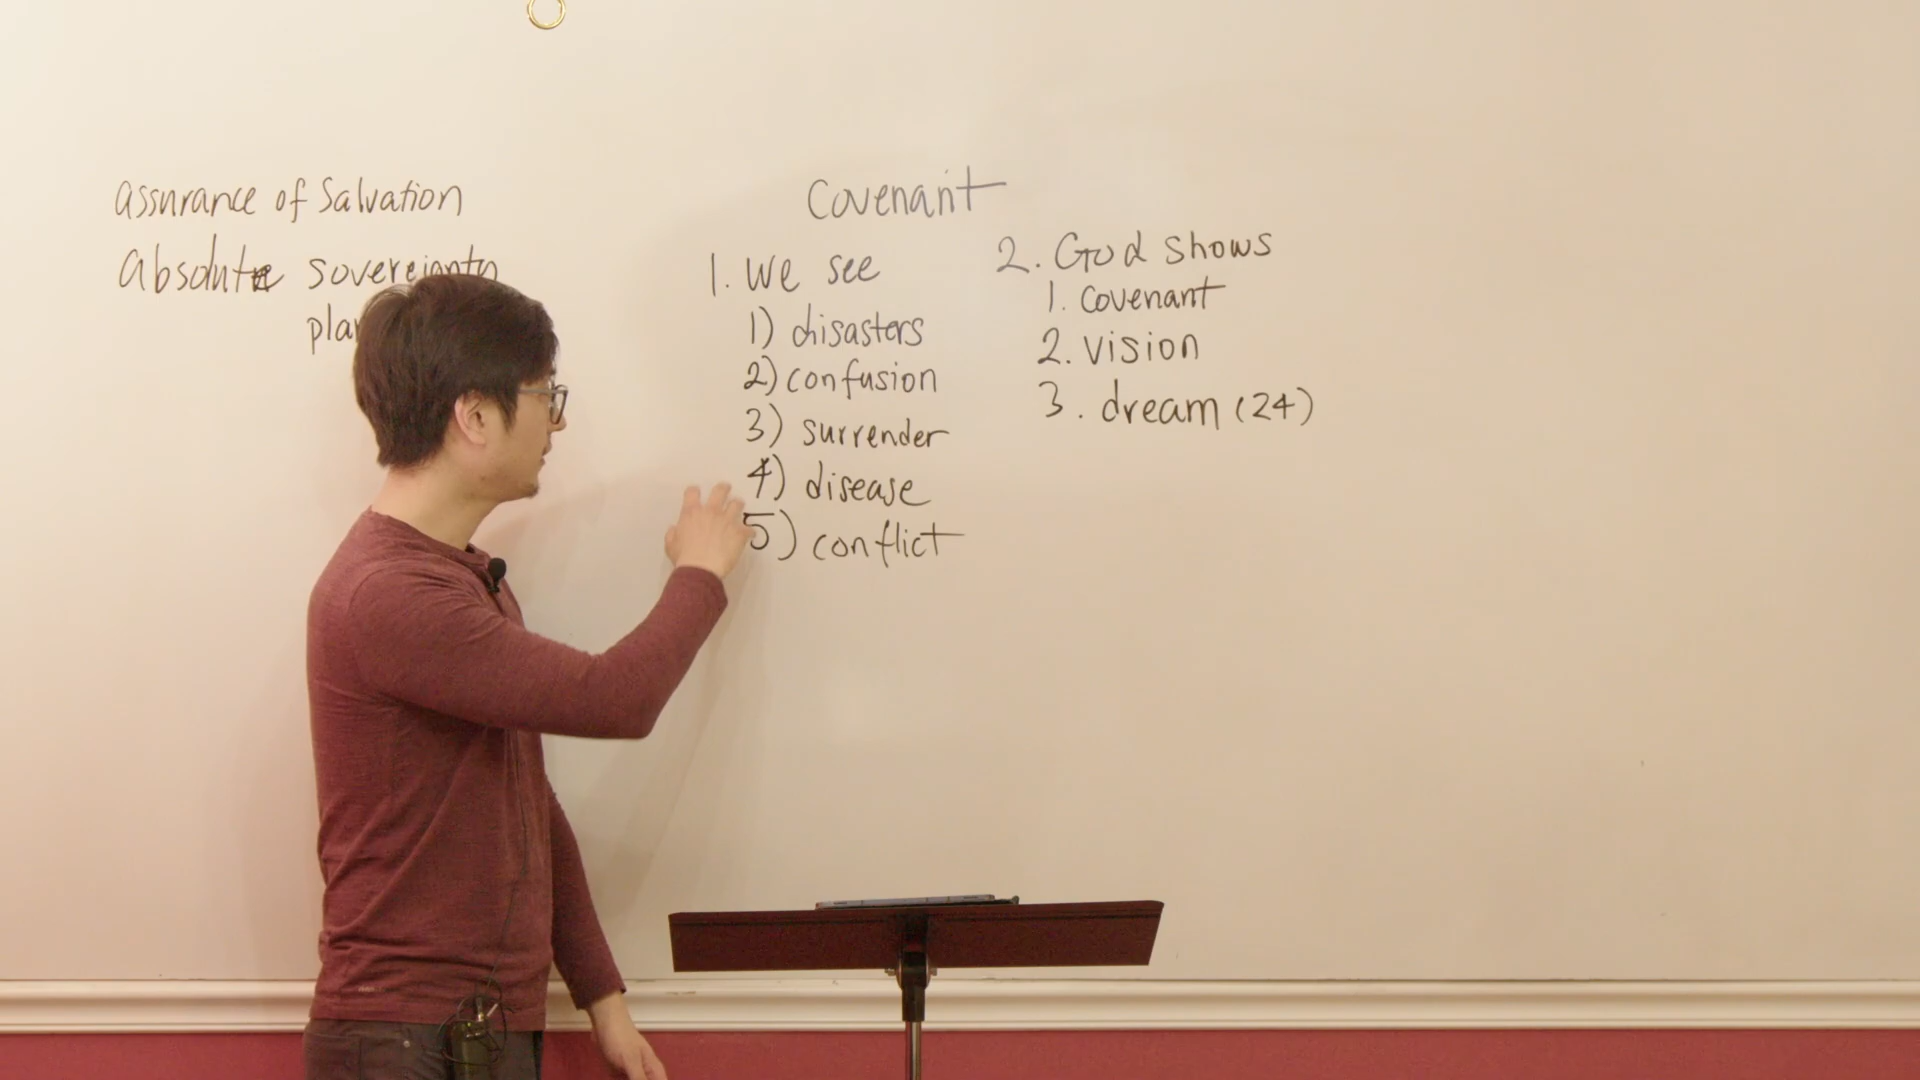 assurance of Salvation
Absolute sovereignty
Covenant
1. We see
1) disasters
2) confusion
3) surrender
4) disease
5) conflict
2. God shows
1. covenant
2. vision
3. dream (24)